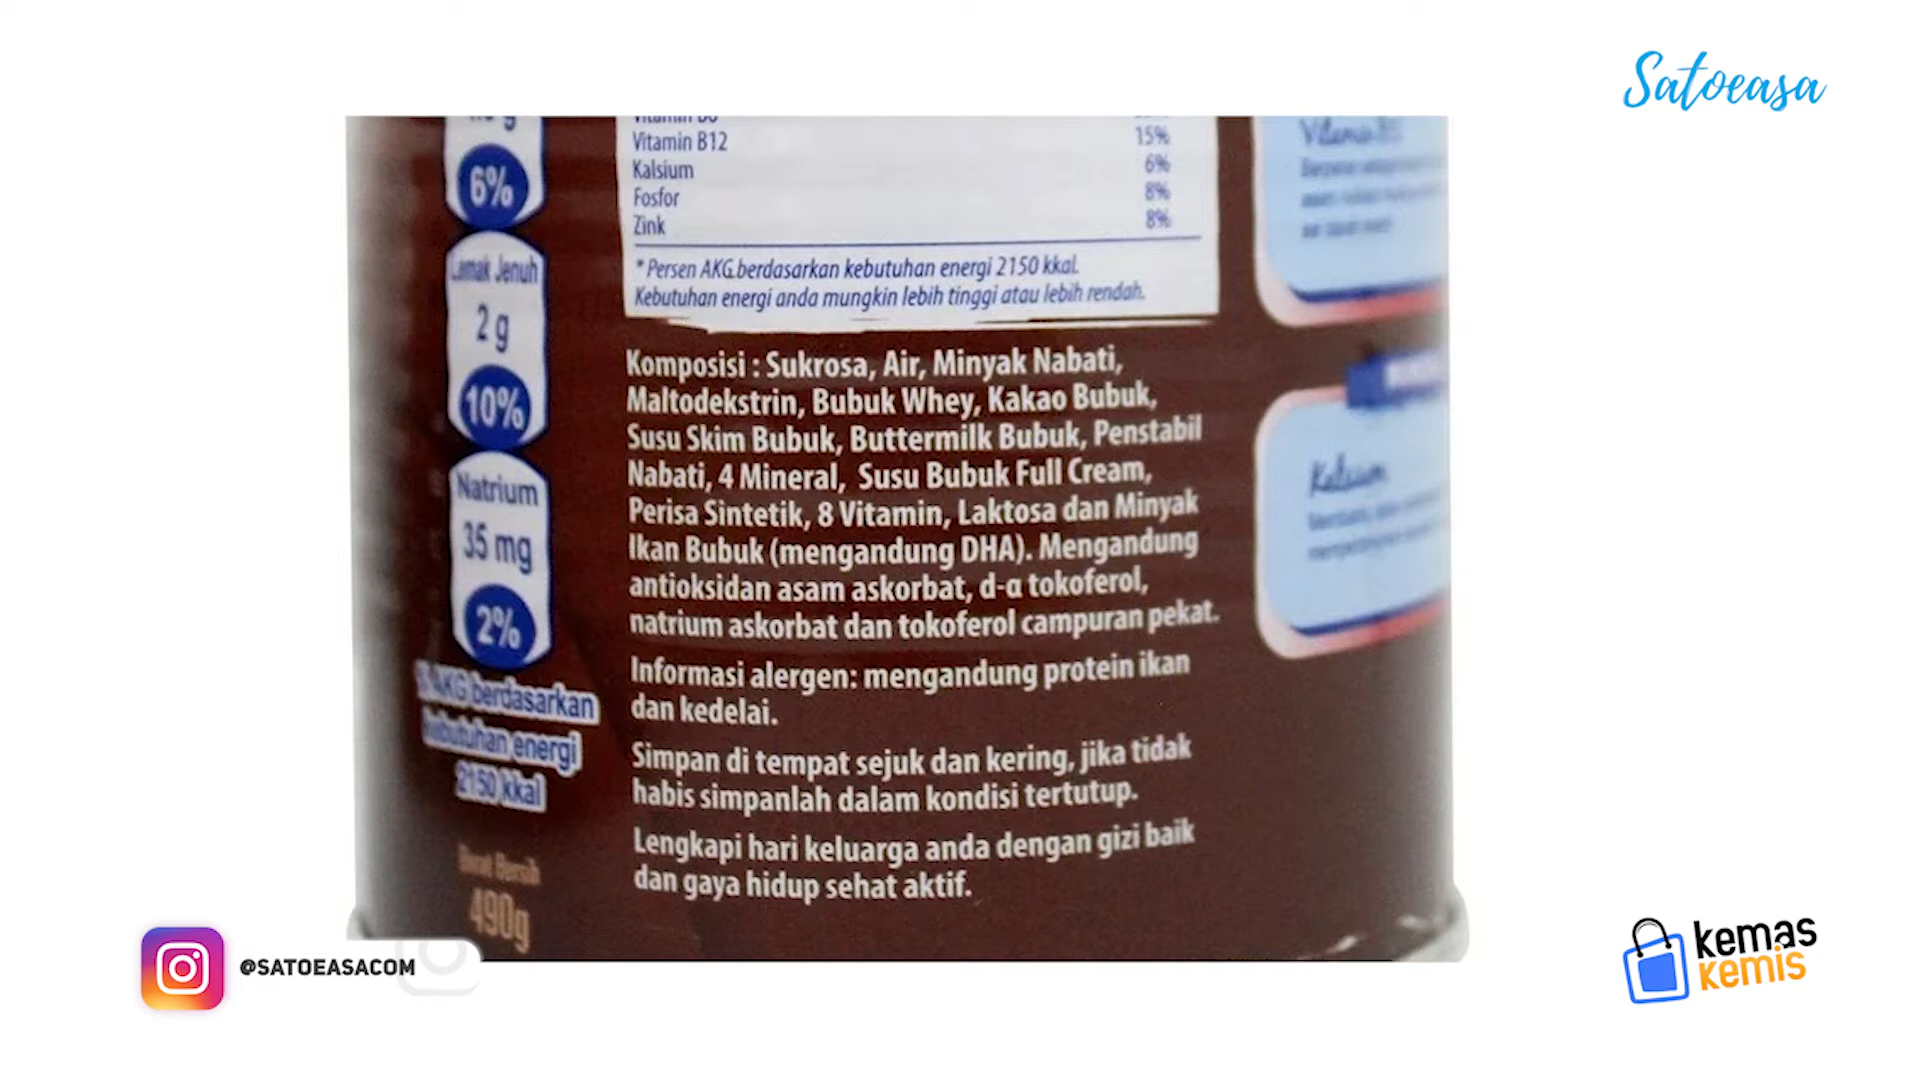 Satoeasa
6%
Lemak Jenuh
2 g
10%
Natrium
35 mg
2%
AKG berdasarkan
kebutuhan energi
2150 kkal
Berat Bersih
490g
Vitamin B12 15%
Kalsium 6%
Fosfor 8%
Zink 8%
* Persen AKG berdasarkan kebutuhan energi 2150 kkal.
Kebutuhan energi anda mungkin lebih tinggi atau lebih rendah.
Komposisi : Sukrosa, Air, Minyak Nabati,
Maltodekstrin, Bubuk Whey, Kakao Bubuk,
Susu Skim Bubuk, Buttermilk Bubuk, Penstabil
Nabati, 4 Mineral, Susu Bubuk Full Cream,
Perisa Sintetik, 8 Vitamin, Laktosa dan Minyak
Ikan Bubuk (mengandung DHA). Mengandung
antioksidan asam askorbat, d-α tokoferol,
natrium askorbat dan tokoferol campuran pekat.
Informasi alergen: mengandung protein ikan
dan kedelai.
Simpan di tempat sejuk dan kering, jika tidak
habis simpanlah dalam kondisi tertutup.
Lengkapi hari keluarga anda dengan gizi baik
dan gaya hidup sehat aktif.
Kalsium
@SATOEASACOM
kemas
kemis